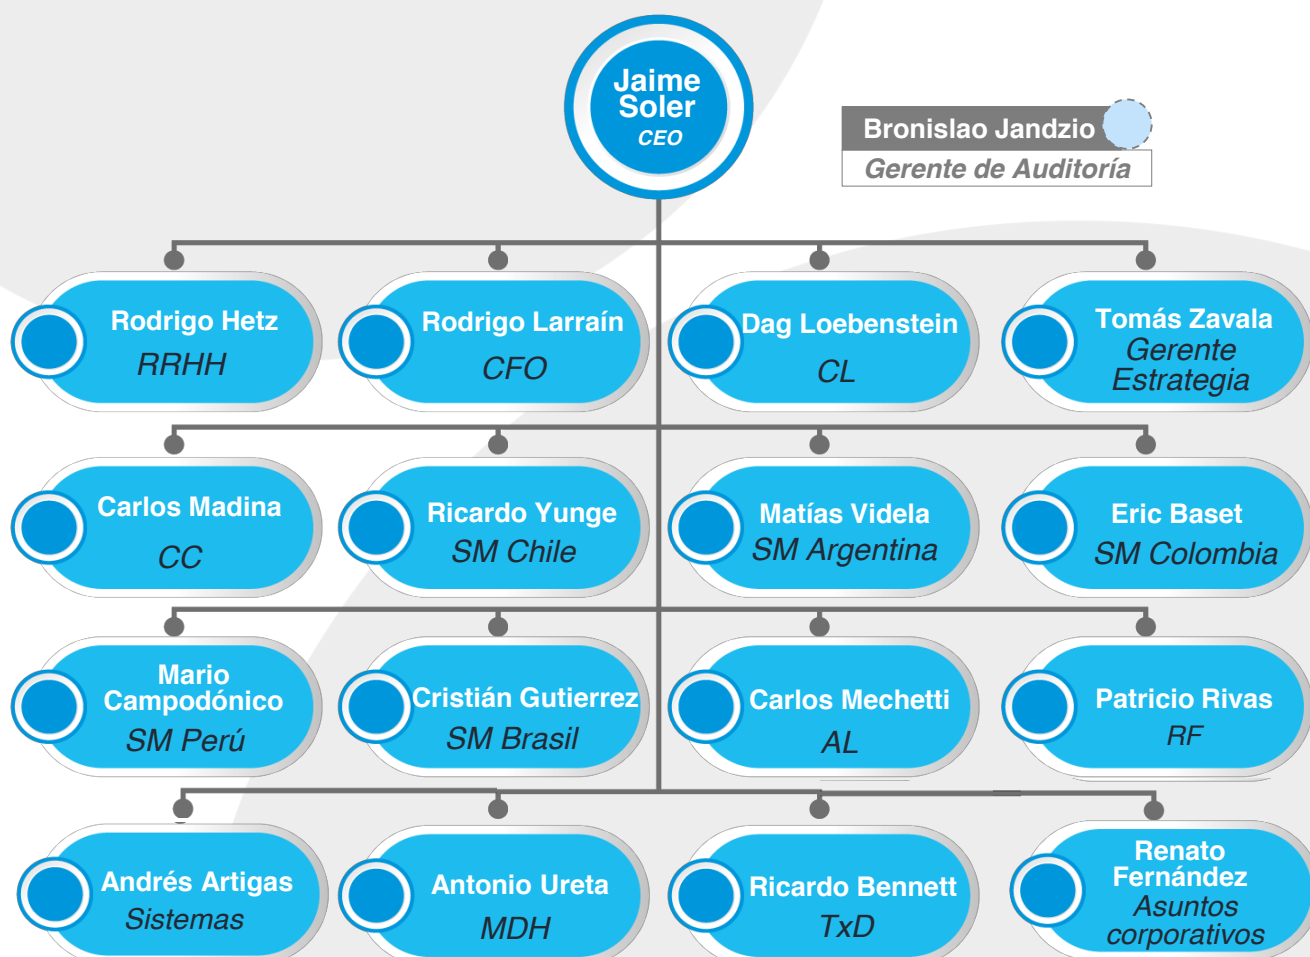 Jaime
Soler
CEO
Bronislao Jandzio
Gerente de Auditoría
Rodrigo Hetz
RRHH
Rodrigo Larraín
CFO
Dag Loebenstein
CL
Tomás Zavala
Gerente
Estrategia
Carlos Madina
CC
Ricardo Yunge
SM Chile
Matías Videla
SM Argentina
Eric Baset
SM Colombia
Mario
Campodónico
SM Perú
Cristián Gutierrez
SM Brasil
Carlos Mechetti
AL
Patricio Rivas
RF
Andrés Artigas
Sistemas
Antonio Ureta
MDH
Ricardo Bennett
TxD
Renato
Fernández
Asuntos
corporativos